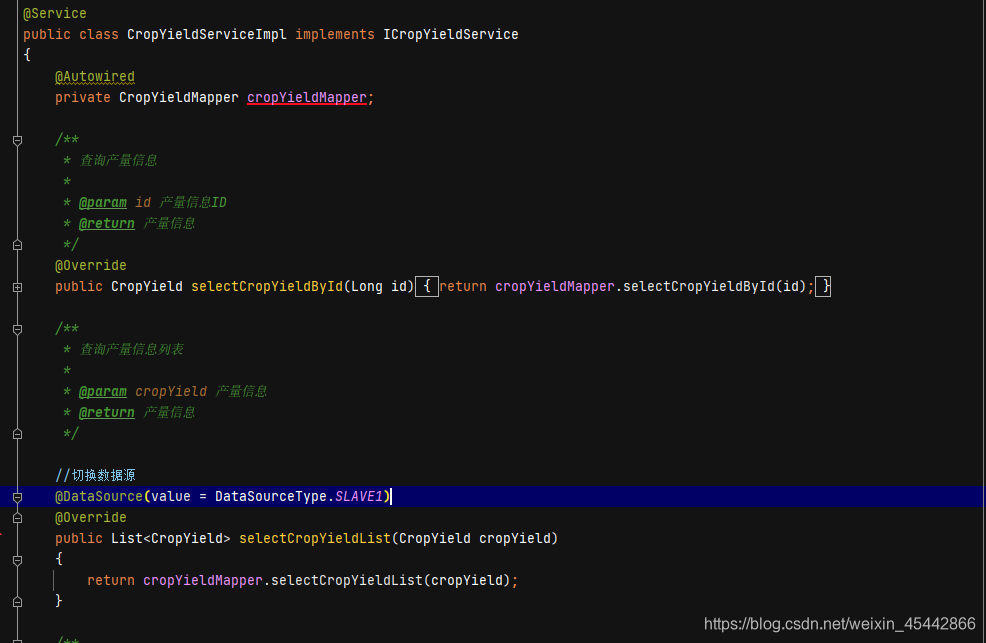 @Service
public class CropYieldServiceImpl implements ICropYieldService
{
    @Autowired
    private CropYieldMapper cropYieldMapper;
    /**
     * 查询产量信息
     *
     * @param id 产量信息ID
     * @return 产量信息
     */
    @Override
    public CropYield selectCropYieldById(Long id) { return cropYieldMapper.selectCropYieldById(id); }
    /**
     * 查询产量信息列表
     *
     * @param cropYield 产量信息
     * @return 产量信息
     */
    //切换数据源
    @DataSource(value = DataSourceType.SLAVE1)
    @Override
    public List<CropYield> selectCropYieldList(CropYield cropYield)
    {
        return cropYieldMapper.selectCropYieldList(cropYield);
    }
https://blog.csdn.net/weixin_45442866
    /**